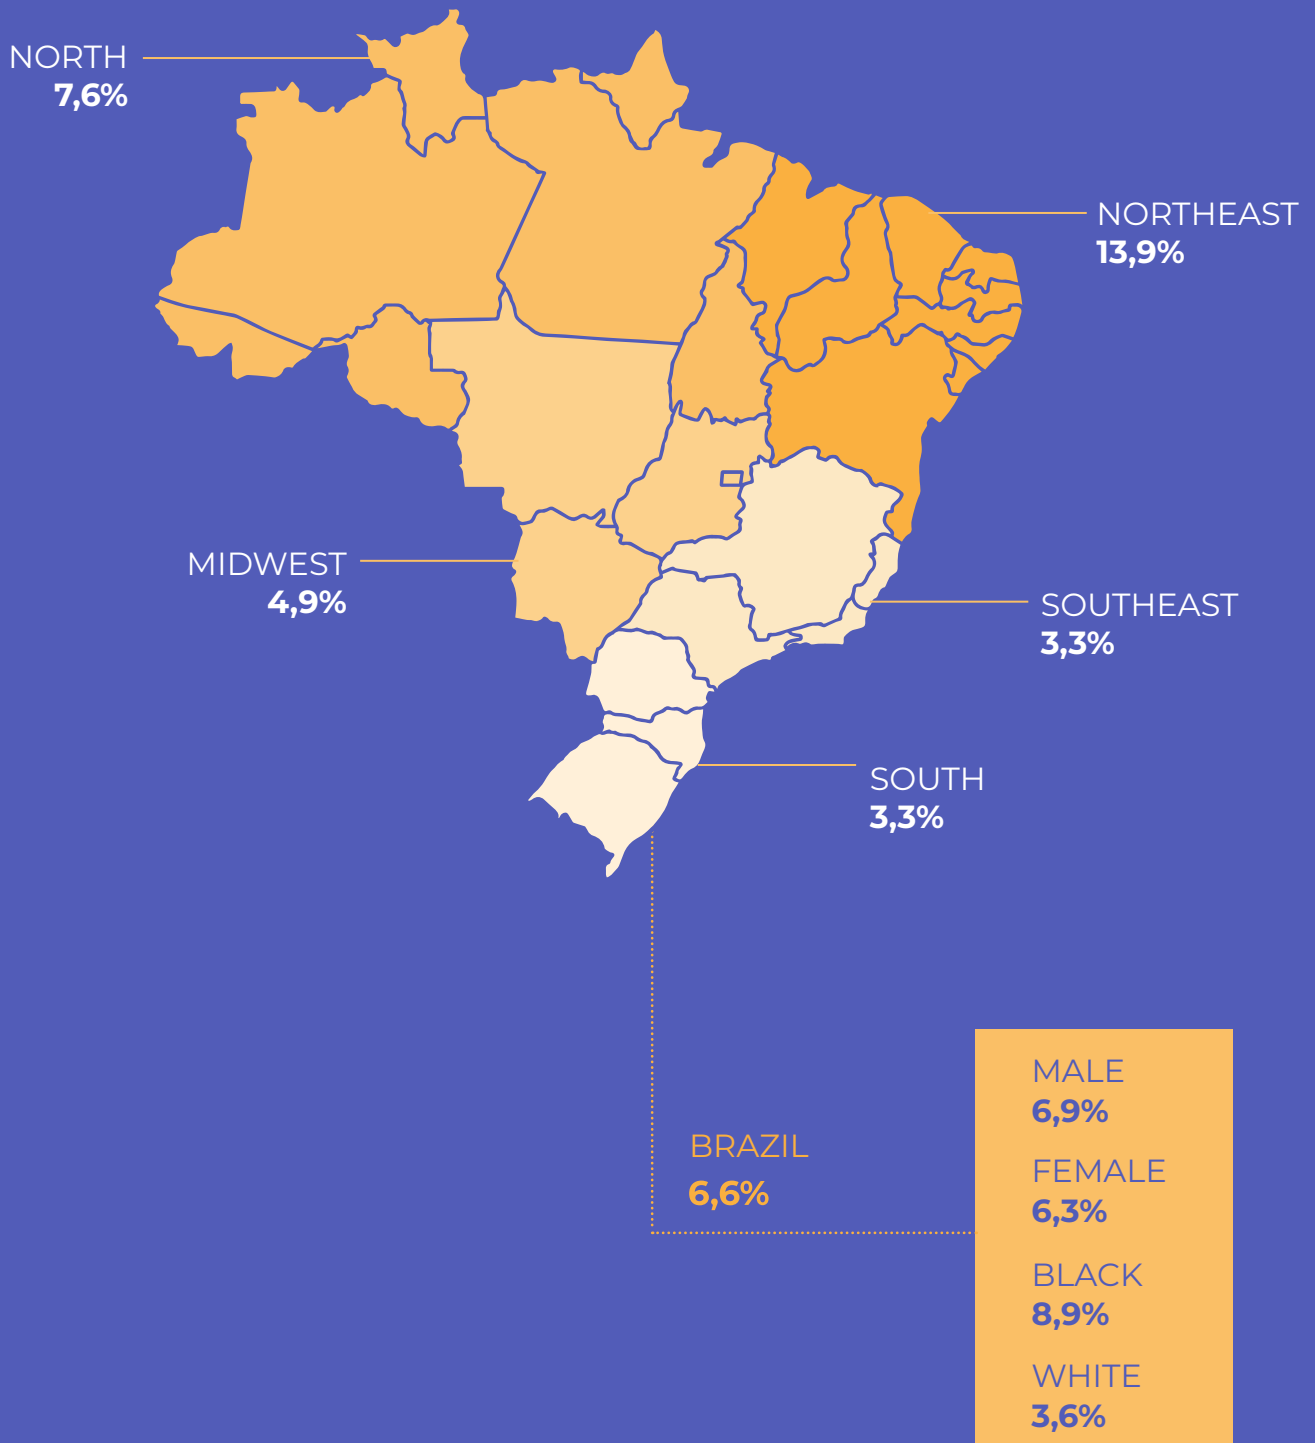 NORTH
7,6%
NORTHEAST
13,9%
MIDWEST
4,9%
SOUTHEAST
3,3%
SOUTH
3,3%
BRAZIL
6,6%
MALE
6,9%
FEMALE
6,3%
BLACK
8,9%
WHITE
3,6%